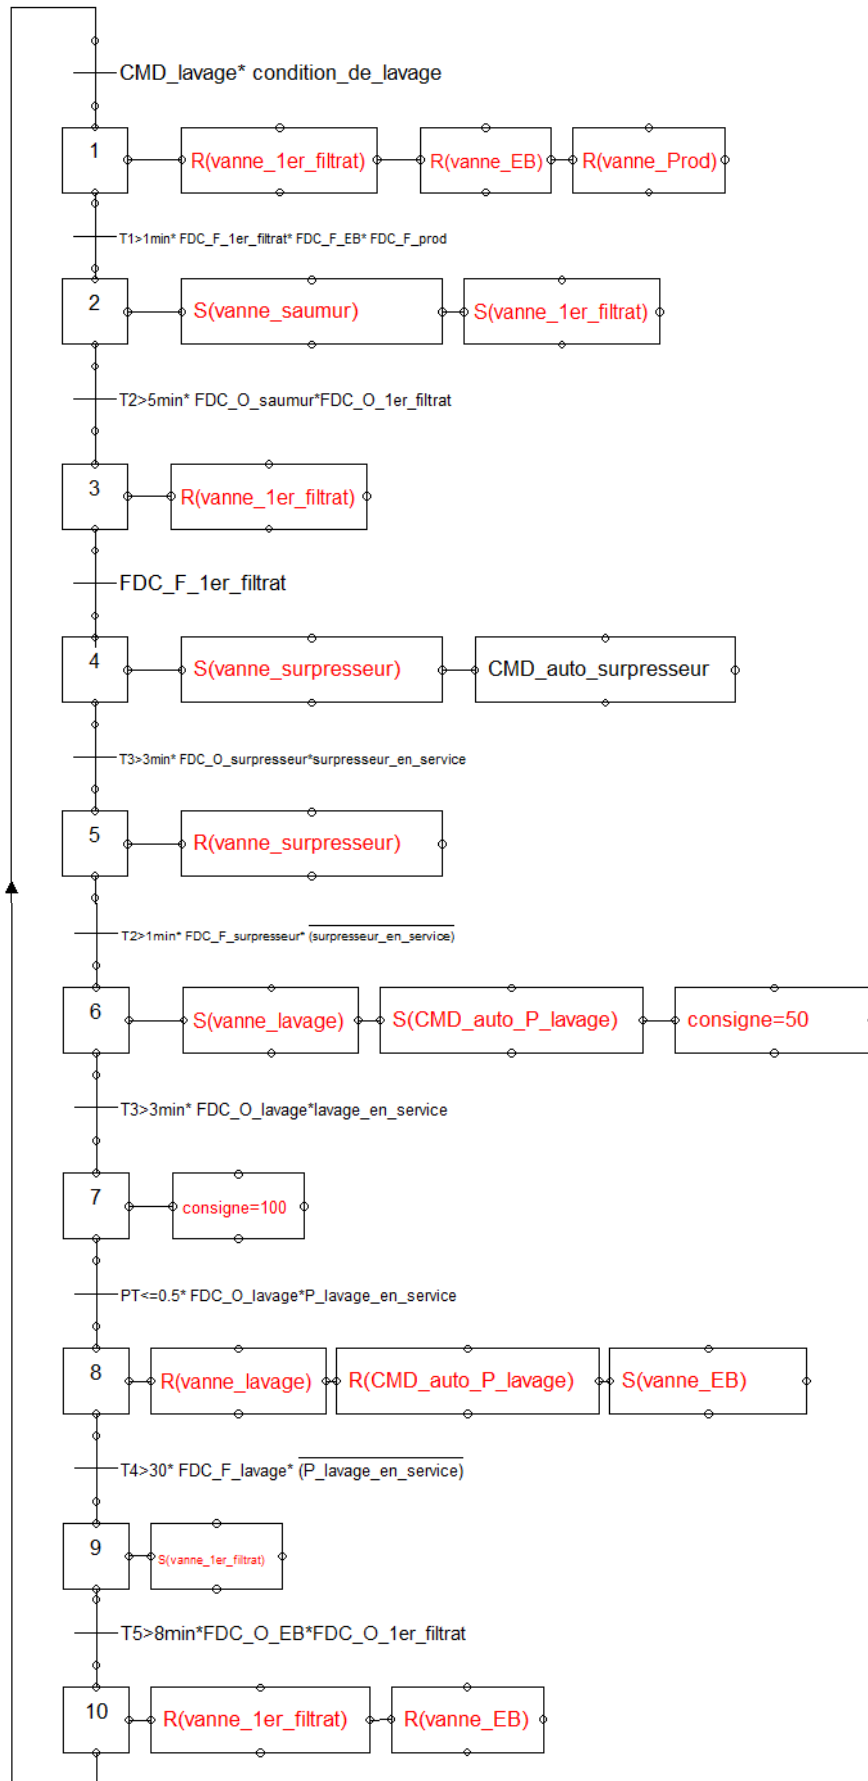 CMD_lavage* condition_de_lavage
1 R(vanne_1er_filtrat) R(vanne_EB) R(vanne_Prod)
T1>1min* FDC_F_1er_filtrat* FDC_F_EB* FDC_F_prod
2 S(vanne_saumur) S(vanne_1er_filtrat)
T2>5min* FDC_O_saumur*FDC_O_1er_filtrat
3 R(vanne_1er_filtrat)
FDC_F_1er_filtrat
4 S(vanne_surpresseur) CMD_auto_surpresseur
T3>3min* FDC_O_surpresseur*surpresseur_en_service
5 R(vanne_surpresseur)
T2>1min* FDC_F_surpresseur* (surpresseur_en_service)
6 S(vanne_lavage) S(CMD_auto_P_lavage) consigne=50
T3>3min* FDC_O_lavage*lavage_en_service
7 consigne=100
PT<=0.5* FDC_O_lavage*P_lavage_en_service
8 R(vanne_lavage) R(CMD_auto_P_lavage) S(vanne_EB)
T4>30* FDC_F_lavage* (P_lavage_en_service)
9 S(vanne_1er_filtrat)
T5>8min*FDC_O_EB*FDC_O_1er_filtrat
10 R(vanne_1er_filtrat) R(vanne_EB)